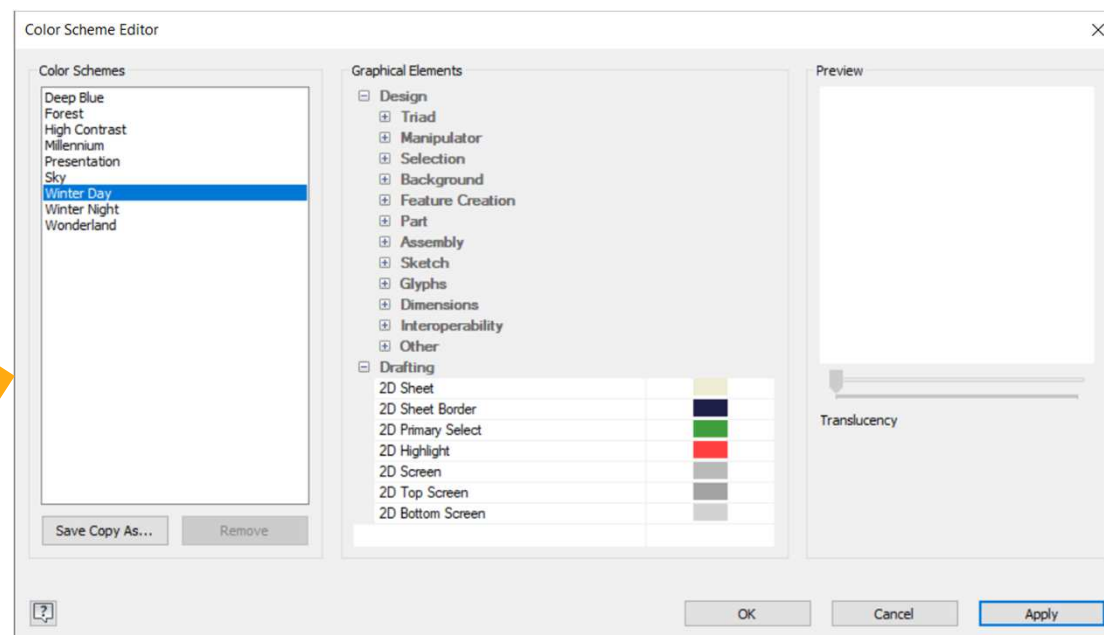 Color Scheme Editor
Color Schemes
Deep Blue
Forest
High Contrast
Millennium
Presentation
Sky
Winter Day
Winter Night
Wonderland
Save Copy As...
Remove
Graphical Elements
Design
Triad
Manipulator
Selection
Background
Feature Creation
Part
Assembly
Sketch
Glyphs
Dimensions
Interoperability
Other
Drafting
2D Sheet
2D Sheet Border
2D Primary Select
2D Highlight
2D Screen
2D Top Screen
2D Bottom Screen
Preview
Translucency
?
OK
Cancel
Apply